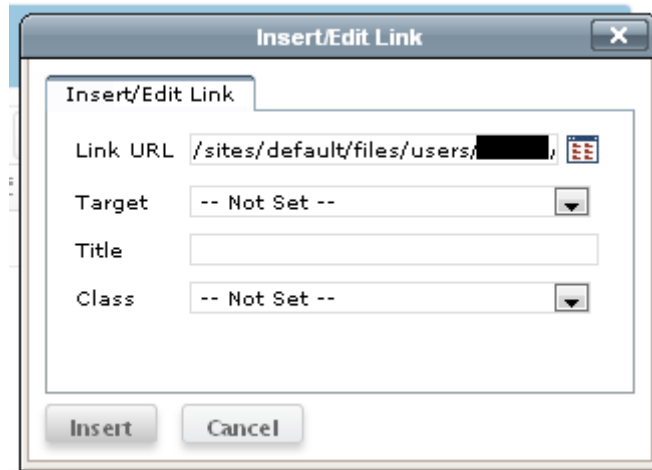 Insert/Edit Link
Insert/Edit Link
Link URL /sites/default/files/users/ /
Target -- Not Set --
Title
Class -- Not Set --
Insert Cancel